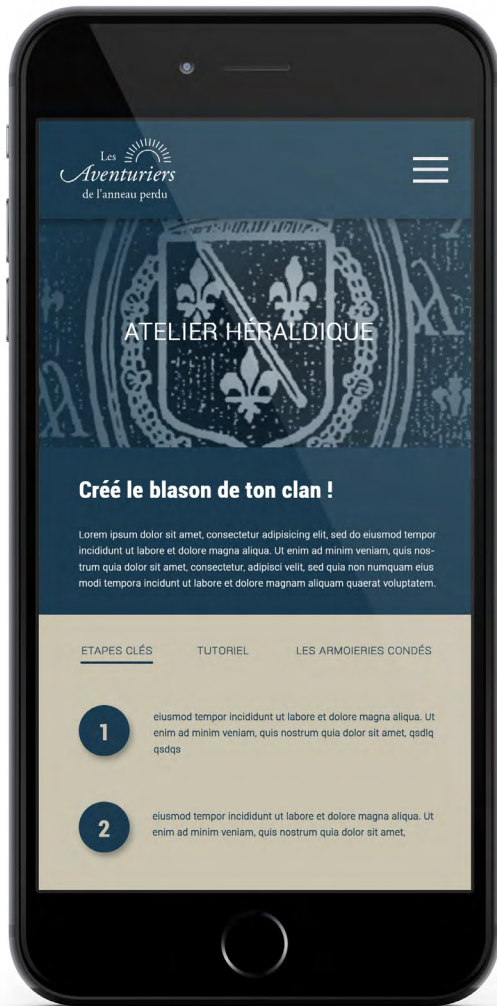 Les
Aventuriers
de l'anneau perdu
ATELIER HÉRALDIQUE
Créé le blason de ton clan !
Lorem ipsum dolor sit amet, consectetur adipisicing elit, sed do eiusmod tempor
incididunt ut labore et dolore magna aliqua. Ut enim ad minim veniam, quis nos-
trum quia dolor sit amet, consectetur, adipisci velit, sed quia non numquam eius
modi tempora incidunt ut labore et dolore magnam aliquam quaerat voluptatem.
ETAPES CLÉS TUTORIEL LES ARMOIERIES CONDÉS
1
eiusmod tempor incididunt ut labore et dolore magna aliqua. Ut
enim ad minim veniam, quis nostrum quia dolor sit amet, qsdlq
qsdqs
2
eiusmod tempor incididunt ut labore et dolore magna aliqua. Ut
enim ad minim veniam, quis nostrum quia dolor sit amet,